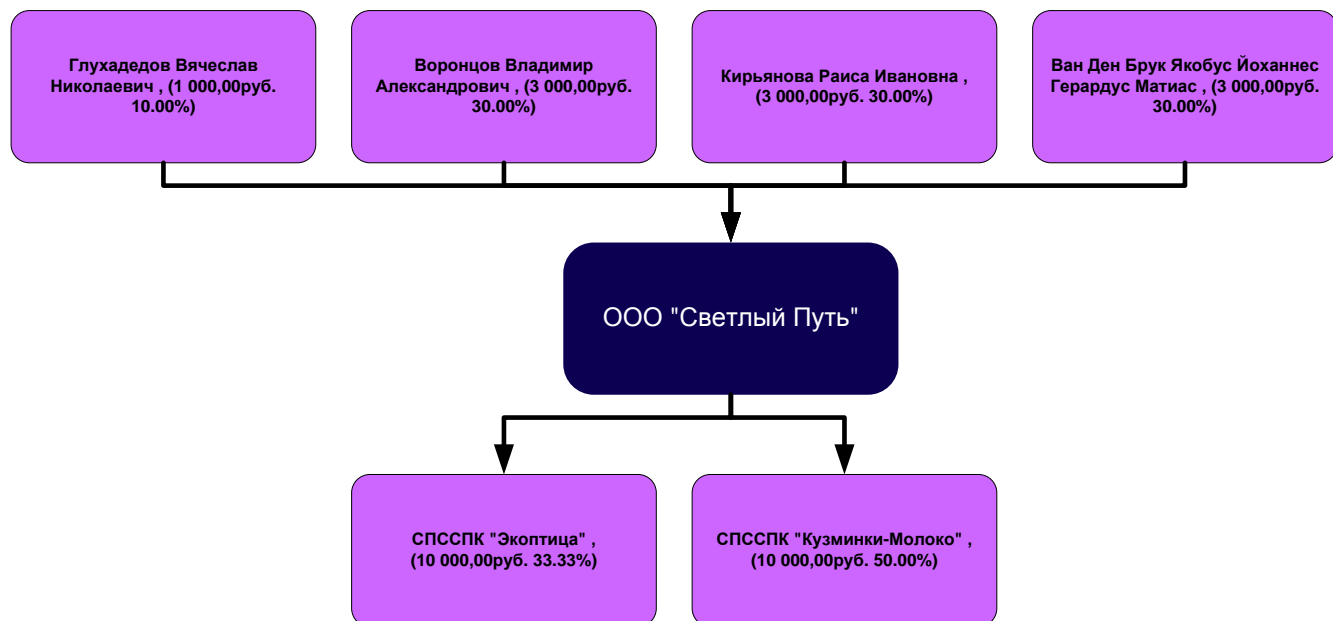 Глухадедов Вячеслав
Николаевич , (1 000,00руб.
10.00%)
Воронцов Владимир
Александрович , (3 000,00руб.
30.00%)
Кирьянова Раиса Ивановна ,
(3 000,00руб. 30.00%)
Ван Ден Брук Якобус Йоханнес
Герардус Матиас , (3 000,00руб.
30.00%)
ООО "Светлый Путь"
СПССПК "Экоптица" ,
(10 000,00руб. 33.33%)
СПССПК "Кузминки-Молоко" ,
(10 000,00руб. 50.00%)